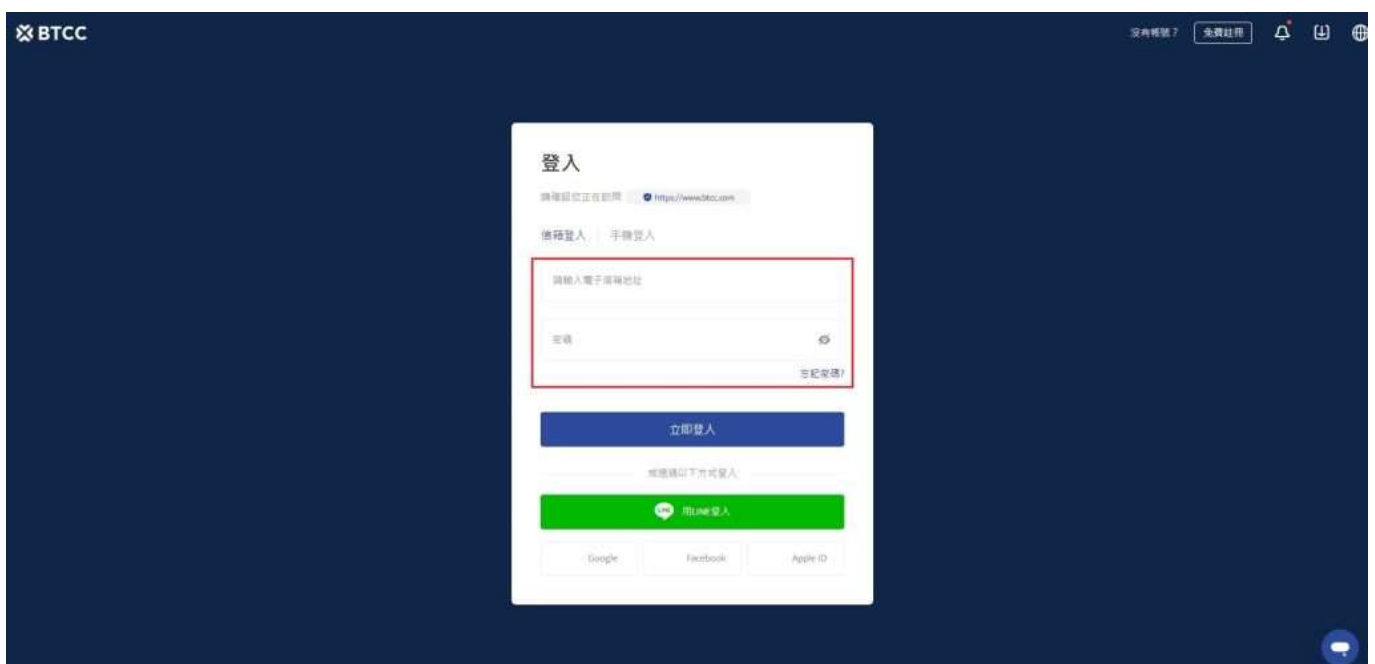 BTCC
沒有帳號？ 免費註冊
登入
請確認您正在訪問 https://www.btcc.com
信箱登入 手機登入
請輸入電子信箱地址
密碼
忘記密碼?
立即登入
或透過以下方式登入
LINE 用LINE登入
Google Facebook Apple ID